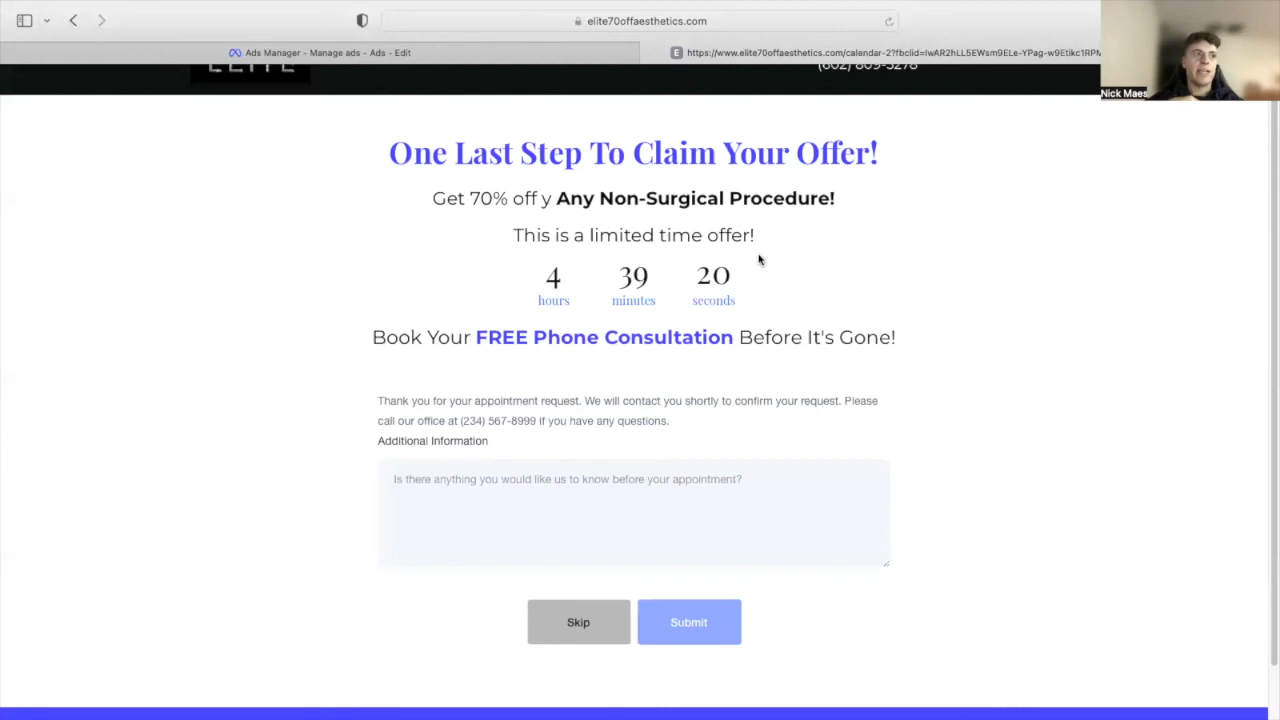 elite70offaesthetics.com
Ads Manager - Manage ads - Ads - Edit
E https://www.elite70offaesthetics.com/calendar-2?fbclid=IwAR2hLL5EWsm9ELe-YPag-w9Etikc1RPM
ELITE
(602) 809-3278
Nick Maes
One Last Step To Claim Your Offer!
Get 70% off y Any Non-Surgical Procedure!
This is a limited time offer!
4 39 20
hours minutes seconds
Book Your FREE Phone Consultation Before It's Gone!
Thank you for your appointment request. We will contact you shortly to confirm your request. Please
call our office at (234) 567-8999 if you have any questions.
Additional Information
Is there anything you would like us to know before your appointment?
Skip Submit